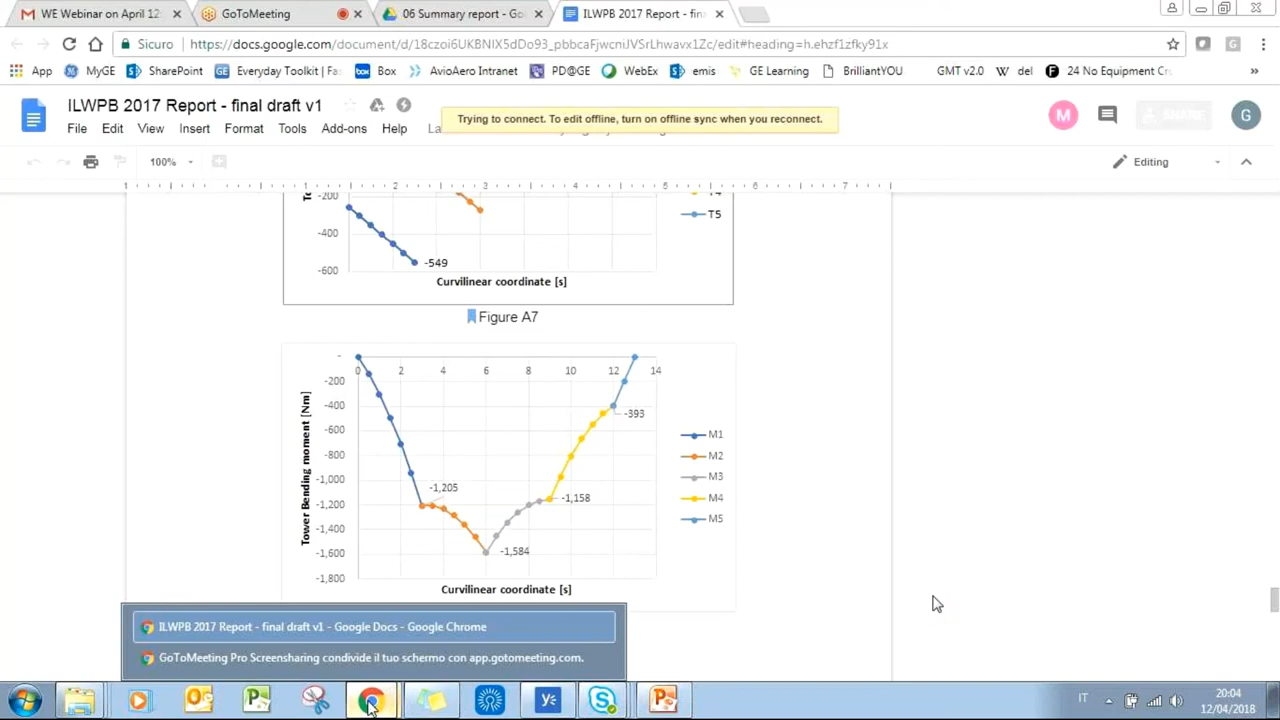 WE Webinar on April 12
GoToMeeting
06 Summary report - Go
ILWPB 2017 Report - fina
Sicuro
https://docs.google.com/document/d/18czoi6UKBNIX5dDo93_pbbcaFjwcniJVSrLhwavx1Zc/edit#heading=h.ehzf1zfky91x
App
MyGE
SharePoint
Everyday Toolkit | Fas
Box
AvioAero Intranet
PD@GE
WebEx
emis
GE Learning
BrilliantYOU
GMT v2.0
del
24 No Equipment Cr
»
ILWPB 2017 Report - final draft v1
Trying to connect. To edit offline, turn on offline sync when you reconnect.
M
SHARE
G
File Edit View Insert Format Tools Add-ons Help La
100%
Editing
1 2 3 4 5 6 7
-200
T5
-400
-549
-600
Curvilinear coordinate [s]
Figure A7
-
0 2 4 6 8 10 12 14
-200
-400
-393
-600
-800
-1,000
-1,200
-1,205
-1,158
-1,400
-1,600
-1,584
-1,800
Tower Bending moment [Nm]
M1
M2
M3
M4
M5
Curvilinear coordinate [s]
ILWPB 2017 Report - final draft v1 - Google Docs - Google Chrome
GoToMeeting Pro Screensharing condivide il tuo schermo con app.gotomeeting.com.
IT
20:04
12/04/2018